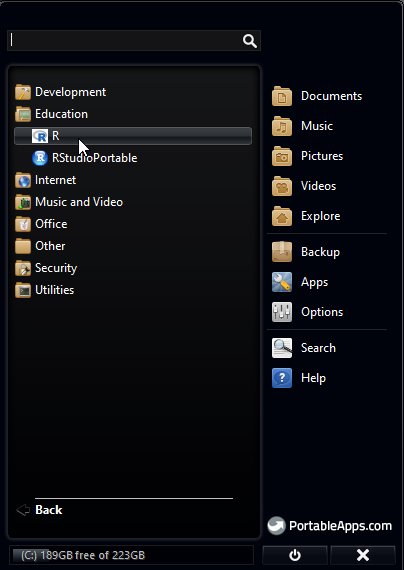 Development
Education
R
RStudioPortable
Internet
Music and Video
Office
Other
Security
Utilities
Back
(C:) 189GB free of 223GB
Documents
Music
Pictures
Videos
Explore
Backup
Apps
Options
Search
Help
PortableApps.com